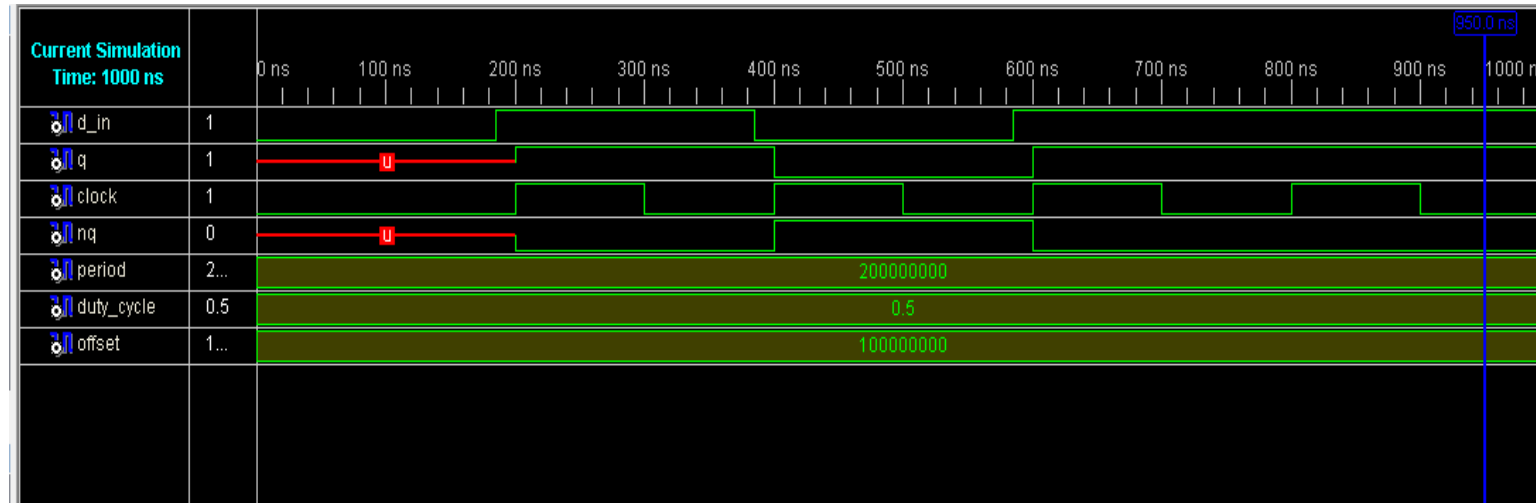 950.0 ns
Current Simulation
Time: 1000 ns
0 ns 100 ns 200 ns 300 ns 400 ns 500 ns 600 ns 700 ns 800 ns 900 ns 1000 n
d_in 1
q 1 U
clock 1
nq 0 U
period 2... 200000000
duty_cycle 0.5 0.5
offset 1... 100000000